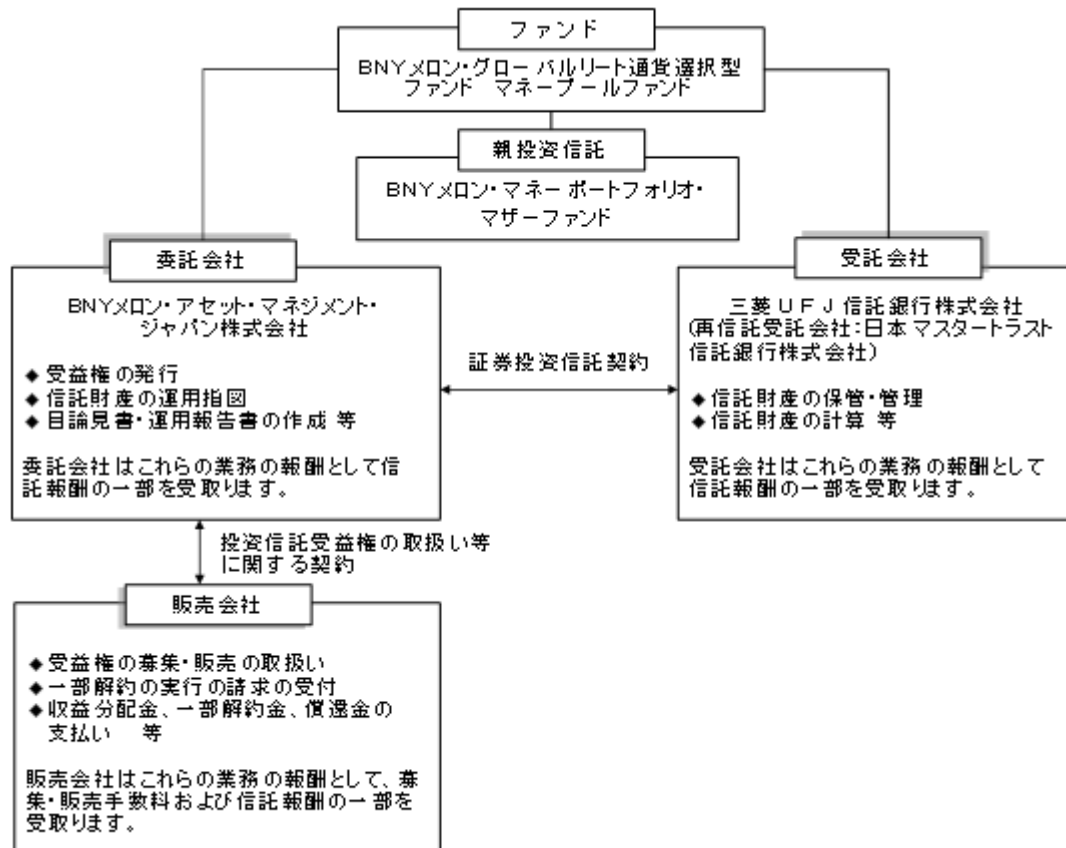 ファンド
BNYメロン・グローバルリート通貨選択型
ファンド マネープールファンド
親投資信託
BNYメロン・マネーポートフォリオ・
マザーファンド
委託会社
BNYメロン・アセット・マネジメント・
ジャパン株式会社
◆受益権の発行
◆信託財産の運用指図
◆目論見書・運用報告書の作成 等
委託会社はこれらの業務の報酬として信
託報酬の一部を受取ります。
証券投資信託契約
受託会社
三菱UFJ信託銀行株式会社
(再信託受託会社:日本マスタートラスト
信託銀行株式会社)
◆信託財産の保管・管理
◆信託財産の計算 等
受託会社はこれらの業務の報酬として
信託報酬の一部を受取ります。
投資信託受益権の取扱い等
に関する契約
販売会社
◆受益権の募集・販売の取扱い
◆一部解約の実行の請求の受付
◆収益分配金、一部解約金、償還金の
支払い 等
販売会社はこれらの業務の報酬として、募
集・販売手数料および信託報酬の一部を
受取ります。